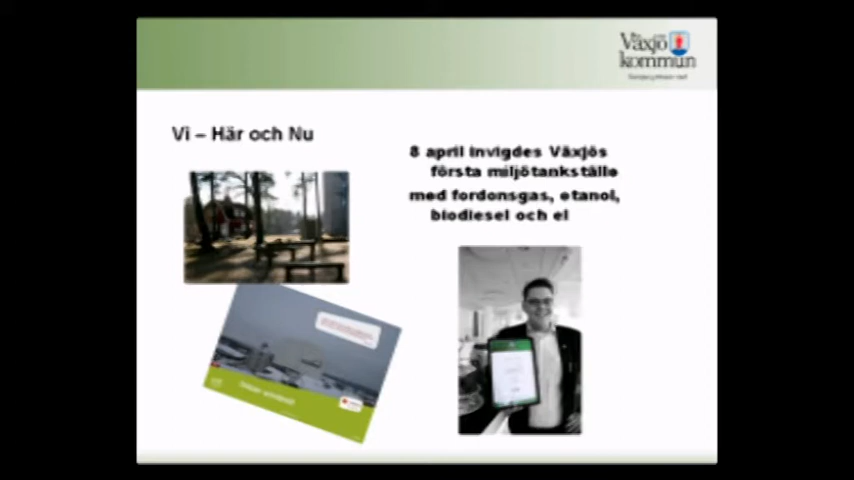 Växjö
kommun
Vi – Här och Nu
8 april invigdes Växjös
första miljötankställe
med fordonsgas, etanol,
biodiesel och el